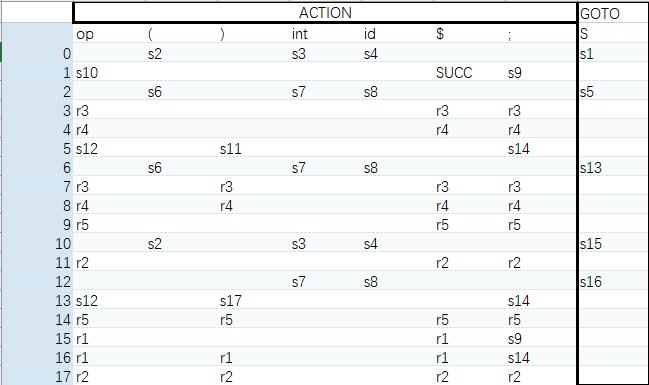 ACTION GOTO
op ( ) int id $ ; S
0 s2 s3 s4 s1
1 s10 SUCC s9
2 s6 s7 s8 s5
3 r3 r3 r3
4 r4 r4 r4
5 s12 s11 s14
6 s6 s7 s8 s13
7 r3 r3 r3 r3
8 r4 r4 r4 r4
9 r5 r5 r5
10 s2 s3 s4 s15
11 r2 r2 r2
12 s7 s8 s16
13 s12 s17 s14
14 r5 r5 r5 r5
15 r1 r1 s9
16 r1 r1 r1 s14
17 r2 r2 r2 r2